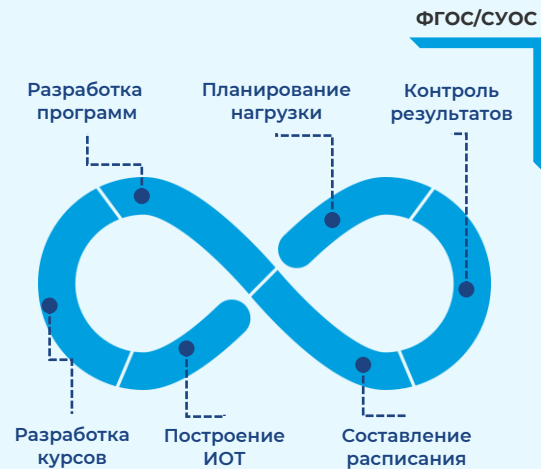 ФГОС/СУОС
Разработка
программ
Планирование
нагрузки
Контроль
результатов
Разработка
курсов
Построение
ИОТ
Составление
расписания